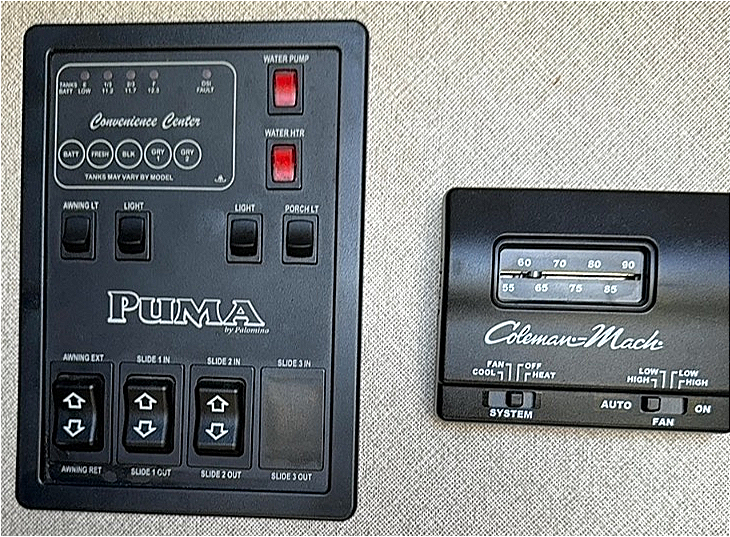 WATER PUMP
TANKS E 1/3 2/3 F DSI
BATT LOW 11.2 11.7 12.3 FAULT
Convenience Center
WATER HTR
BATT FRESH BLK GRY 1 GRY 2
TANKS MAY VARY BY MODEL
AWNING LT LIGHT LIGHT PORCH LT
PUMA
by Palomino
AWNING EXT SLIDE 1 IN SLIDE 2 IN SLIDE 3 IN
AWNING RET SLIDE 1 OUT SLIDE 2 OUT SLIDE 3 OUT
60 70 80 90
55 65 75 85
Coleman-Mach
FAN OFF LOW LOW
COOL HEAT HIGH HIGH
AUTO ON
SYSTEM FAN